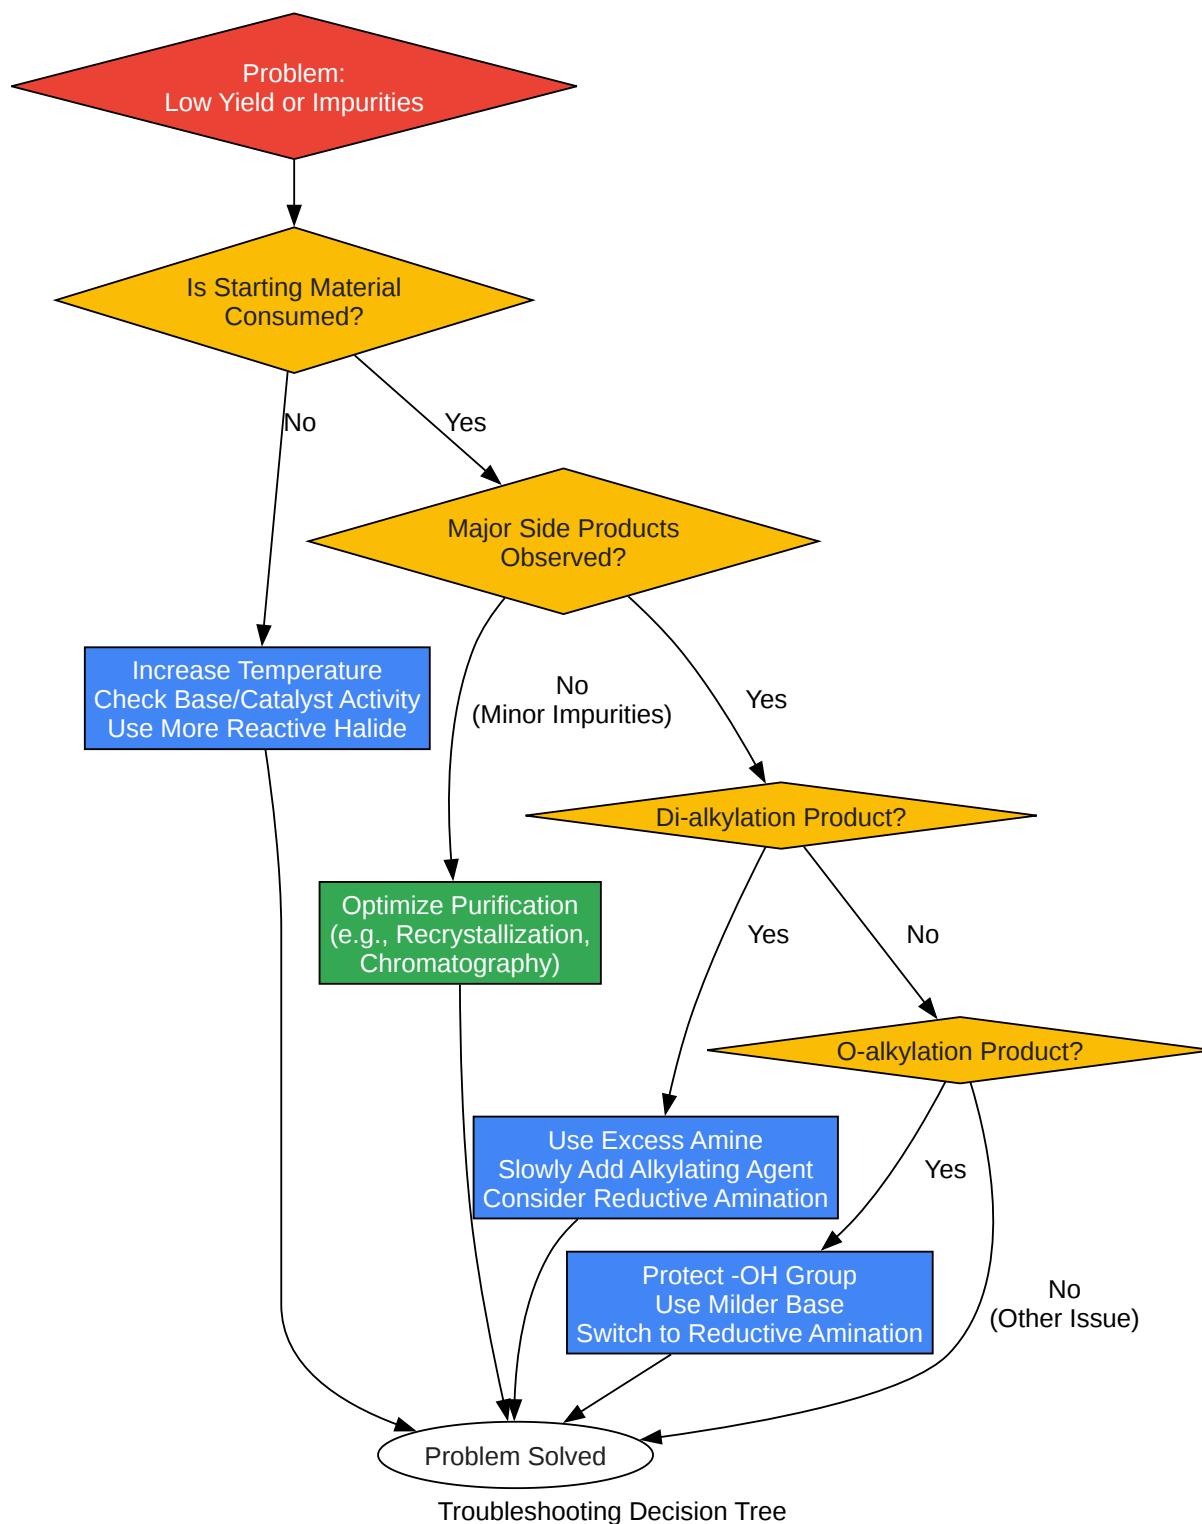 Problem:
Low Yield or Impurities
Is Starting Material
Consumed?
No
Yes
Major Side Products
Observed?
Increase Temperature
Check Base/Catalyst Activity
Use More Reactive Halide
No
(Minor Impurities)
Yes
Di-alkylation Product?
Optimize Purification
(e.g., Recrystallization,
Chromatography)
Yes
No
O-alkylation Product?
Use Excess Amine
Slowly Add Alkylating Agent
Consider Reductive Amination
Yes
Protect -OH Group
Use Milder Base
Switch to Reductive Amination
No
(Other Issue)
Problem Solved
Troubleshooting Decision Tree